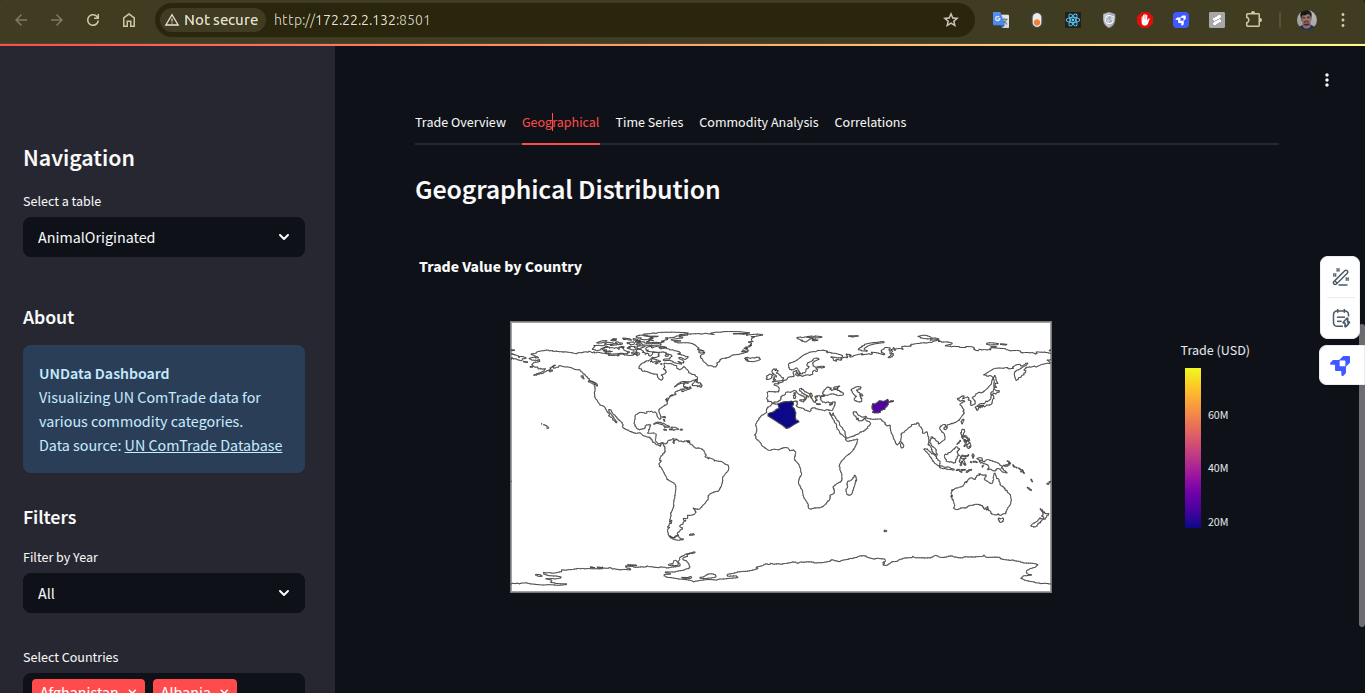 Not secure
http://172.22.2.132:8501
Navigation
Select a table
AnimalOriginated
About
UNData Dashboard
Visualizing UN ComTrade data for
various commodity categories.
Data source: UN ComTrade Database
Filters
Filter by Year
All
Select Countries
Afghanistan × Albania ×
Trade Overview Geographical Time Series Commodity Analysis Correlations
Geographical Distribution
Trade Value by Country
Trade (USD)
60M
40M
20M